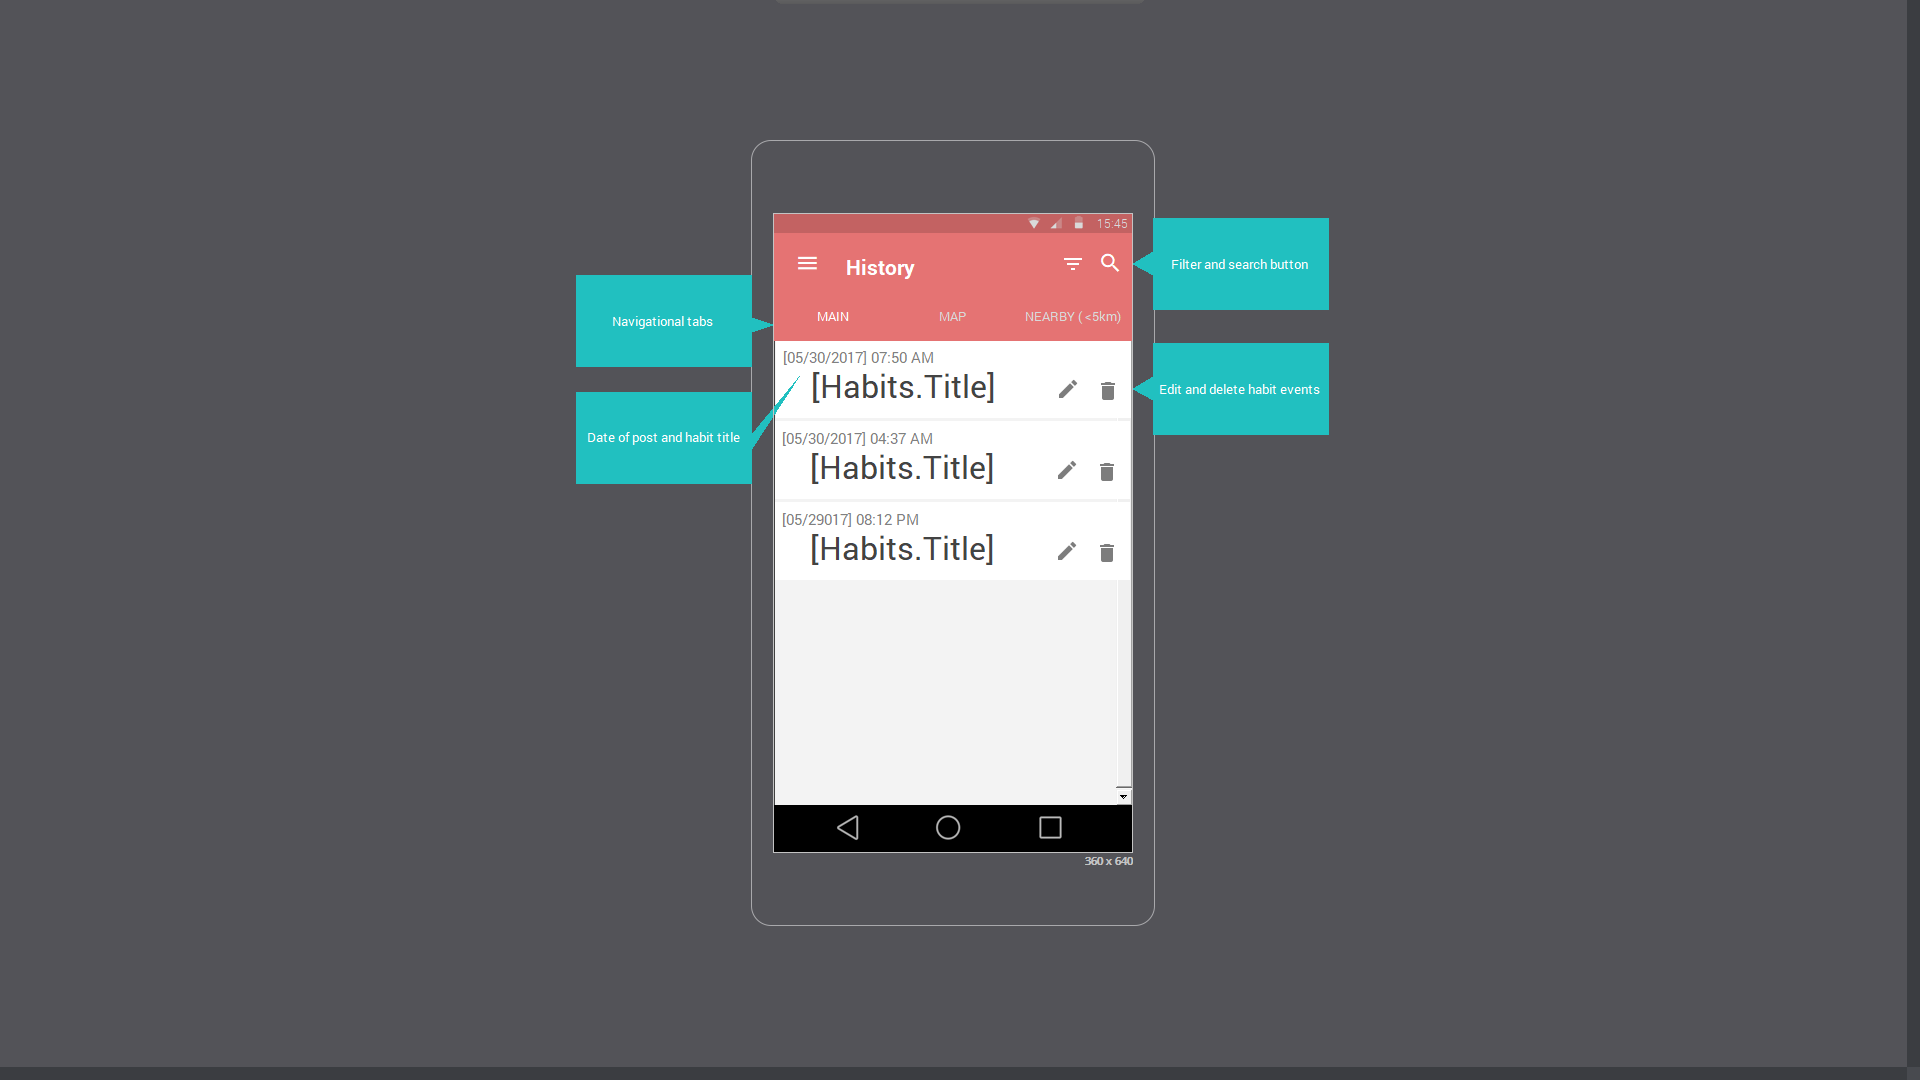 15:45
History
Filter and search button
Navigational tabs
MAIN MAP NEARBY ( <5km)
[05/30/2017] 07:50 AM
[Habits.Title]
Edit and delete habit events
Date of post and habit title
[05/30/2017] 04:37 AM
[Habits.Title]
[05/29017] 08:12 PM
[Habits.Title]
360 x 640